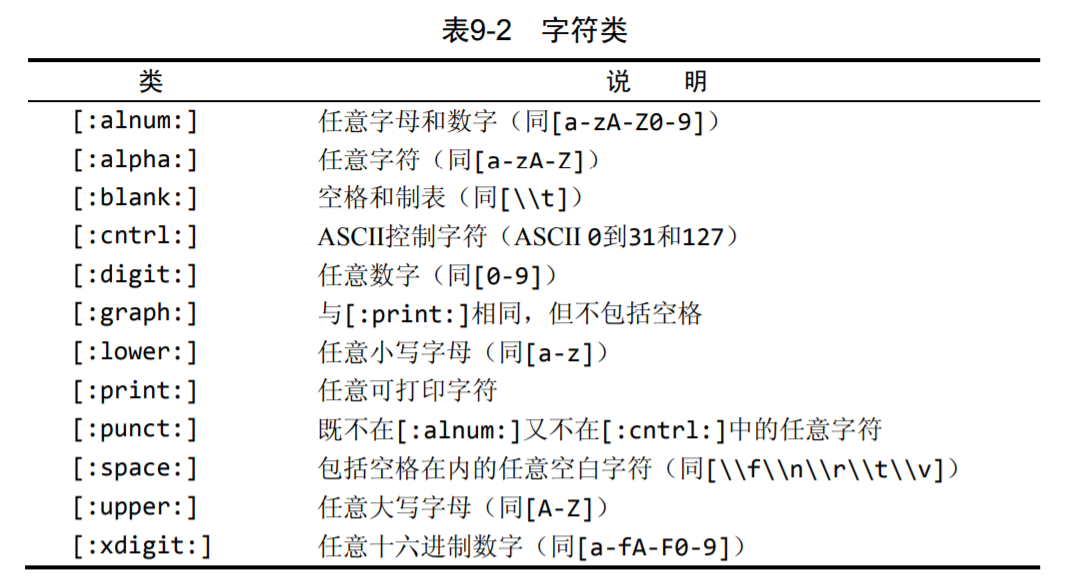 表9-2 字符类
类 说 明
[:alnum:] 任意字母和数字（同[a-zA-Z0-9]）
[:alpha:] 任意字符（同[a-zA-Z]）
[:blank:] 空格和制表（同[\\t]）
[:cntrl:] ASCII控制字符（ASCII 0到31和127）
[:digit:] 任意数字（同[0-9]）
[:graph:] 与[:print:]相同，但不包括空格
[:lower:] 任意小写字母（同[a-z]）
[:print:] 任意可打印字符
[:punct:] 既不在[:alnum:]又不在[:cntrl:]中的任意字符
[:space:] 包括空格在内的任意空白字符（同[\\f\\n\\r\\t\\v]）
[:upper:] 任意大写字母（同[A-Z]）
[:xdigit:] 任意十六进制数字（同[a-fA-F0-9]）